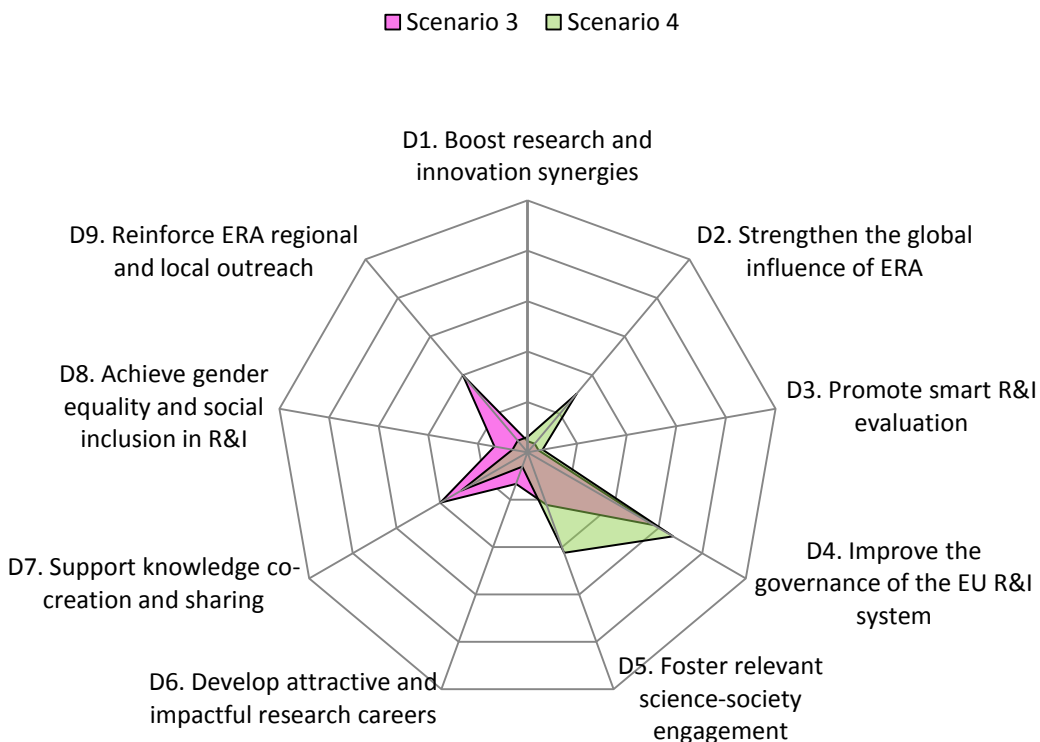 Scenario 3 Scenario 4
D1. Boost research and
innovation synergies
D2. Strengthen the global
influence of ERA
D3. Promote smart R&I
evaluation
D4. Improve the
governance of the EU R&I
system
D5. Foster relevant
science-society
engagement
D6. Develop attractive and
impactful research careers
D7. Support knowledge co-
creation and sharing
D8. Achieve gender
equality and social
inclusion in R&I
D9. Reinforce ERA regional
and local outreach